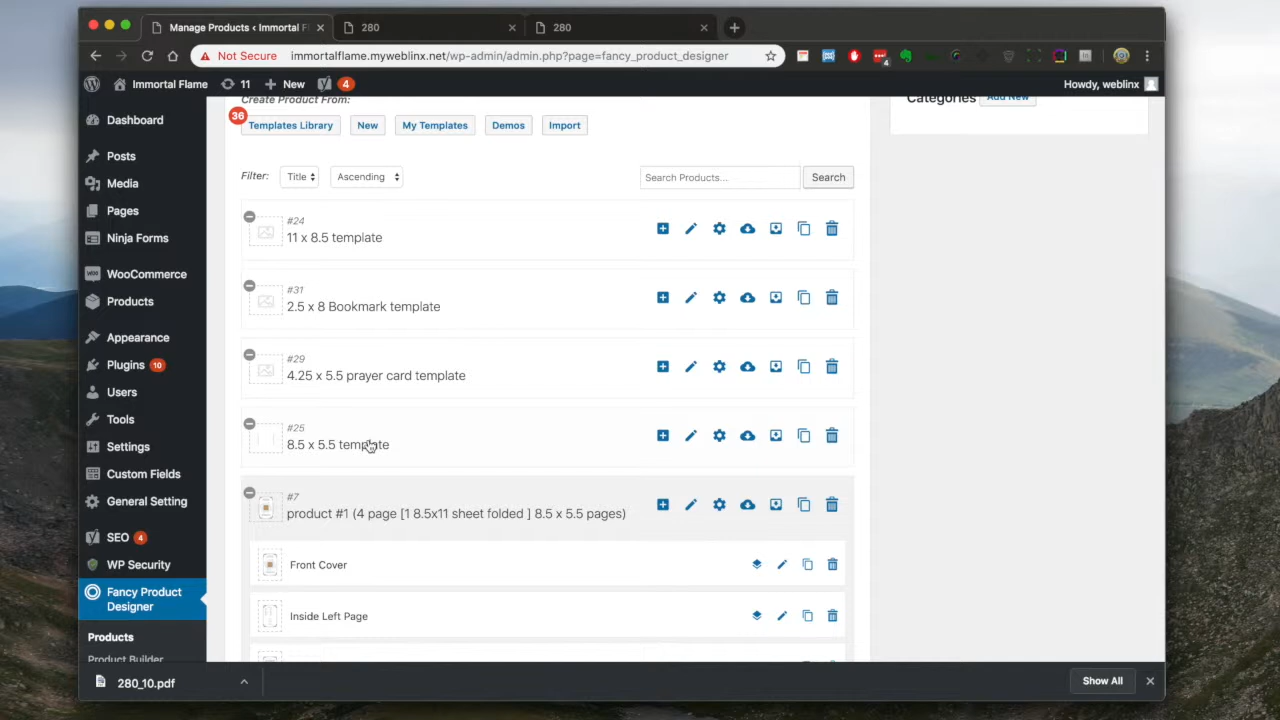 Manage Products ‹ Immortal F
280
280
Not Secure immortalflame.myweblinx.net/wp-admin/admin.php?page=fancy_product_designer
4
Immortal Flame 11 New 4 Howdy, weblinx
Dashboard
Posts
Media
Pages
Ninja Forms
WooCommerce
Products
Appearance
Plugins 10
Users
Tools
Settings
Custom Fields
General Setting
SEO 4
WP Security
Fancy Product
Designer
Products
Product Builder
Create Product From:
36
Templates Library New My Templates Demos Import
Categories Add New
Filter: Title Ascending Search Products... Search
#24
11 x 8.5 template
#31
2.5 x 8 Bookmark template
#29
4.25 x 5.5 prayer card template
#25
8.5 x 5.5 template
#7
product #1 (4 page [1 8.5x11 sheet folded ] 8.5 x 5.5 pages)
Front Cover
Inside Left Page
280_10.pdf
Show All